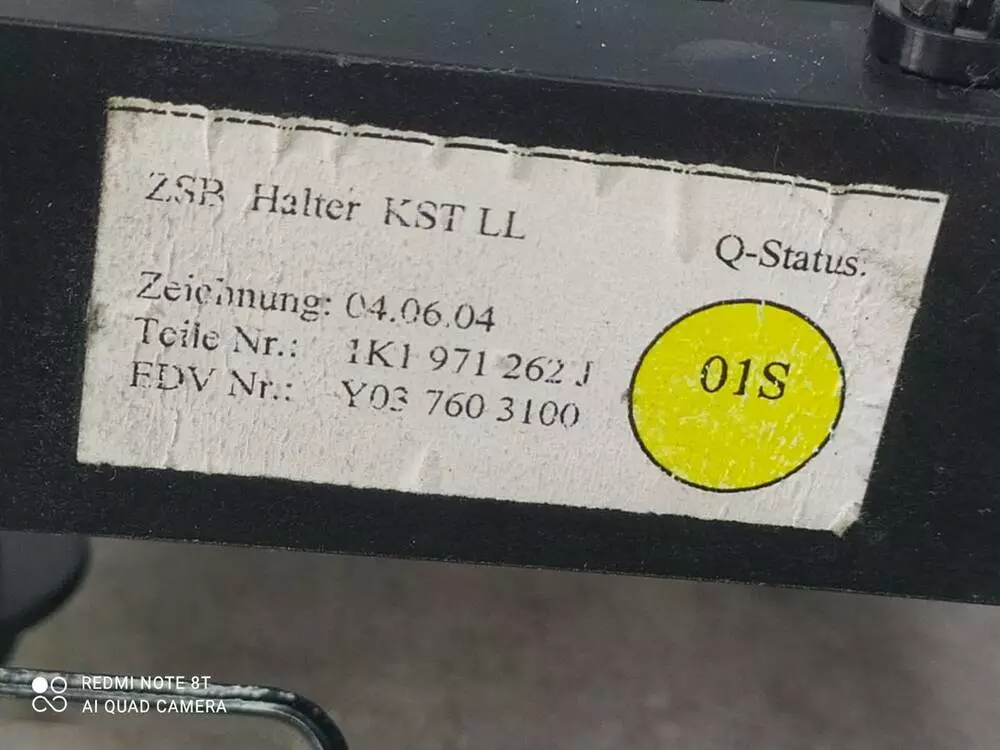 ZSB Halter KST LL
Q-Status:
Zeichnung: 04.06.04
Teile Nr.: 1K1 971 262 J
EDV Nr.: Y03 760 3100
01S
REDMI NOTE 8T
AI QUAD CAMERA